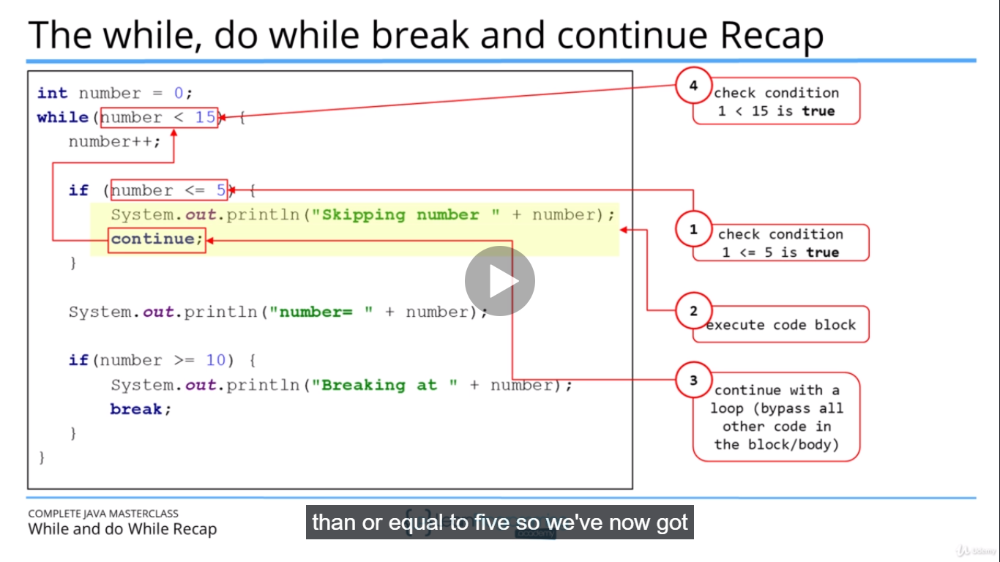 The while, do while break and continue Recap
int number = 0;
while(number < 15) {
number++;
if (number <= 5) {
System.out.println("Skipping number " + number);
continue;
}
System.out.println("number= " + number);
if(number >= 10) {
System.out.println("Breaking at " + number);
break;
}
}
4
check condition
1 < 15 is true
1
check condition
1 <= 5 is true
2
execute code block
3
continue with a
loop (bypass all
other code in
the block/body)
COMPLETE JAVA MASTERCLASS
While and do While Recap
than or equal to five so we've now got
academy
Udemy